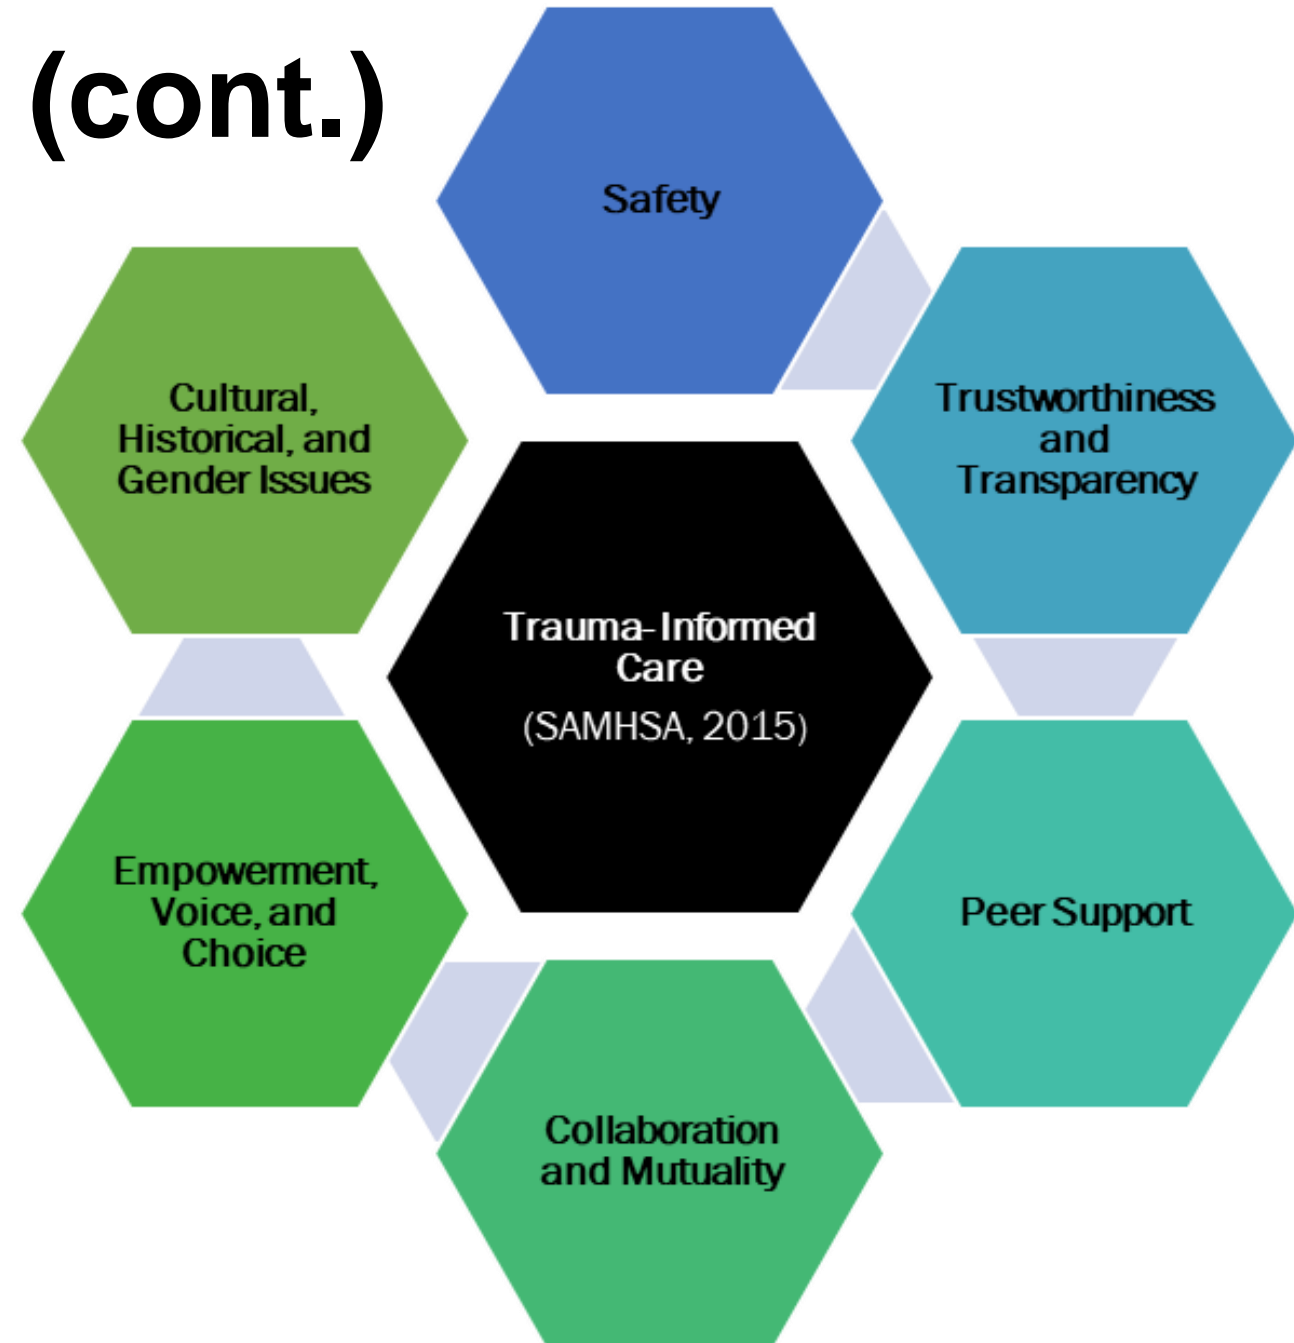 (cont.)
Safety
Trustworthiness
and
Transparency
Peer Support
Collaboration
and Mutuality
Empowerment,
Voice, and
Choice
Cultural,
Historical, and
Gender Issues
Trauma-Informed
Care
(SAMHSA, 2015)